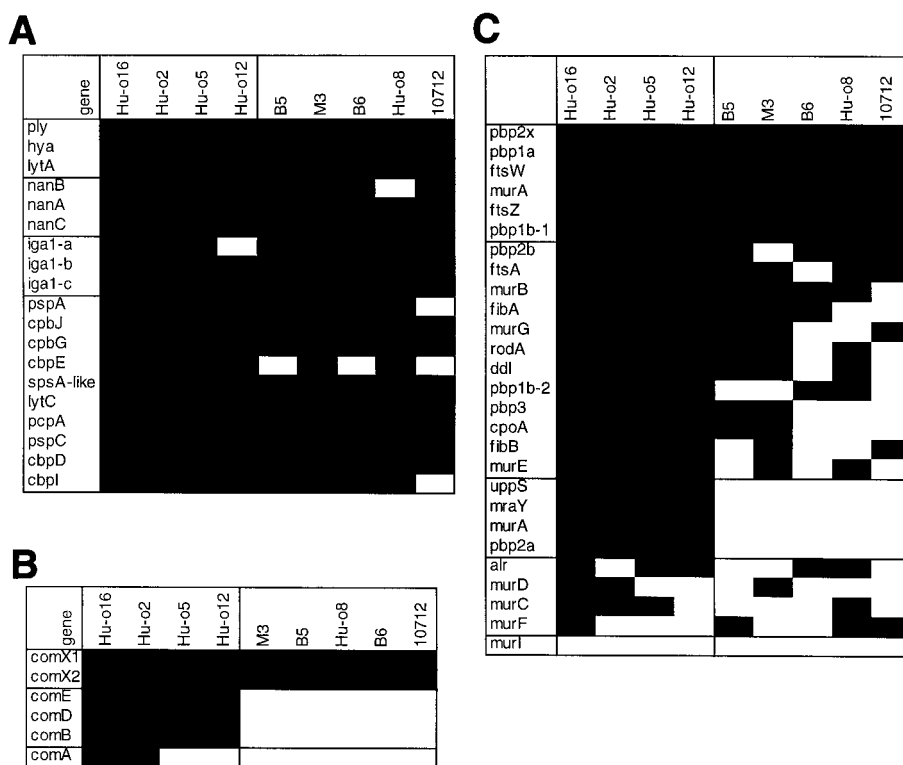 A
gene Hu-o16 Hu-o2 Hu-o5 Hu-o12 B5 M3 B6 Hu-o8 10712
ply
hya
lytA
nanB
nanA
nanC
iga1-a
iga1-b
iga1-c
pspA
cpbJ
cpbG
cbpE
spsA-like
lytC
pcpA
pspC
cbpD
cbpI
B
gene Hu-o16 Hu-o2 Hu-o5 Hu-o12 M3 B5 Hu-o8 B6 10712
comX1
comX2
comE
comD
comB
comA
C
Hu-o16 Hu-o2 Hu-o5 Hu-o12 B5 M3 B6 Hu-o8 10712
pbp2x
pbp1a
ftsW
murA
ftsZ
pbp1b-1
pbp2b
ftsA
murB
fibA
murG
rodA
ddl
pbp1b-2
pbp3
cpoA
fibB
murE
uppS
mraY
murA
pbp2a
alr
murD
murC
murF
murI